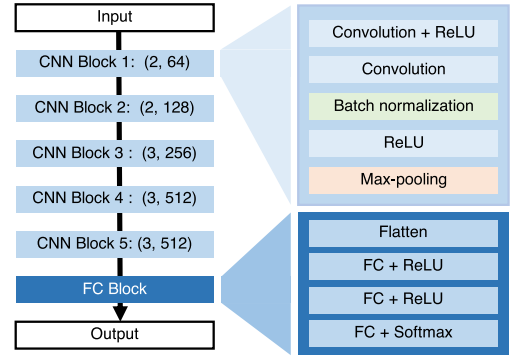 Input
CNN Block 1: (2, 64)
CNN Block 2: (2, 128)
CNN Block 3 : (3, 256)
CNN Block 4 : (3, 512)
CNN Block 5: (3, 512)
FC Block
Output
Convolution + ReLU
Convolution
Batch normalization
ReLU
Max-pooling
Flatten
FC + ReLU
FC + ReLU
FC + Softmax